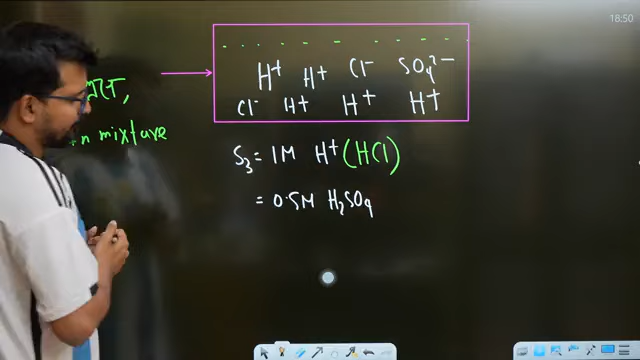 18:50
H⁺ H⁺ Cl⁻ SO₄²⁻
Cl⁻ H⁺ H⁺ H⁺
mixture
S₃ = 1M H⁺ (HCl)
= 0.5M H₂SO₄